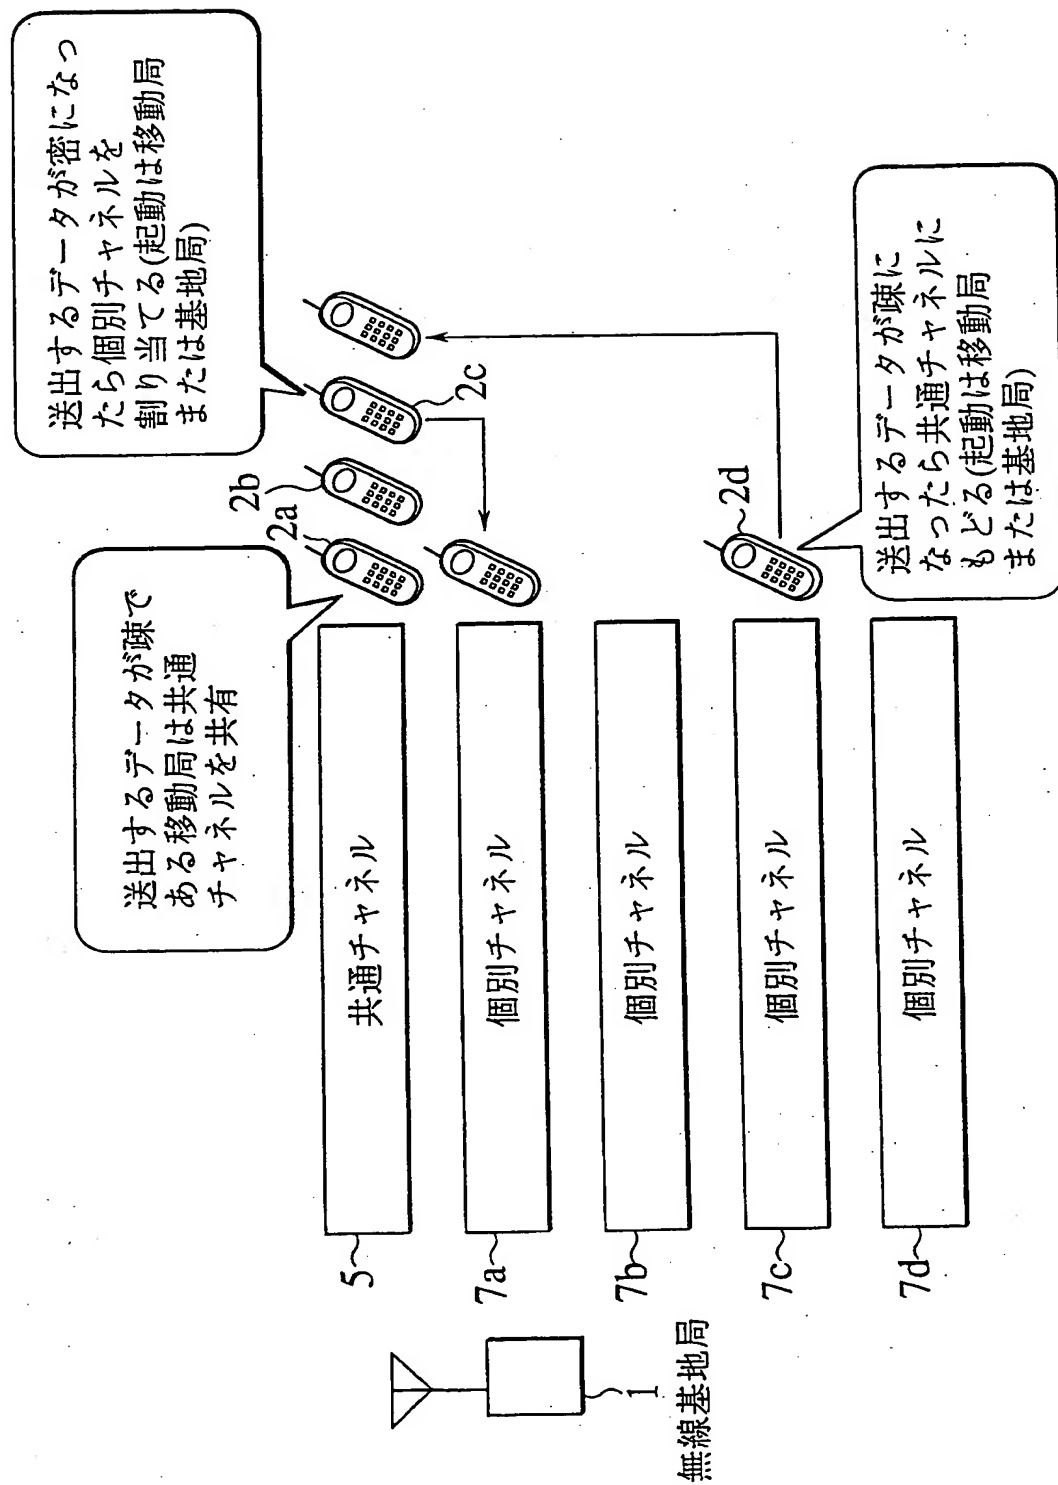 送出するデータが密になっ
たら個別チャネルを
割り当てる(起動は移動局
または基地局)
送出するデータが疎で
ある移動局は共通
チャネルを共有
2a
2b
2c
5
共通チャネル
7a
個別チャネル
7b
個別チャネル
7c
個別チャネル
2d
7d
個別チャネル
送出するデータが疎に
なったら共通チャネルに
もどる(起動は移動局
または基地局)
1
無線基地局